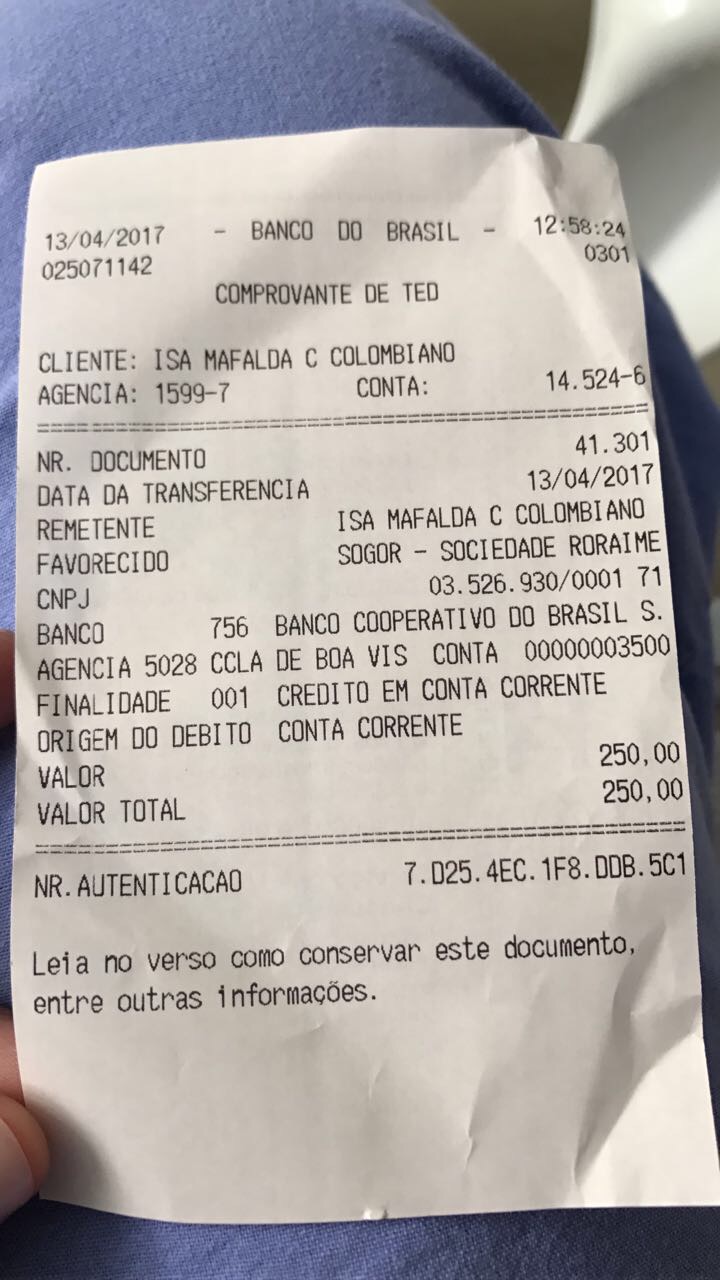 13/04/2017 - BANCO DO BRASIL - 12:58:24
025071142 0301
COMPROVANTE DE TED
CLIENTE: ISA MAFALDA C COLOMBIANO
AGENCIA: 1599-7 CONTA: 14.524-6
NR. DOCUMENTO 41.301
DATA DA TRANSFERENCIA 13/04/2017
REMETENTE ISA MAFALDA C COLOMBIANO
FAVORECIDO SOGOR - SOCIEDADE RORAIME
CNPJ 03.526.930/0001 71
BANCO 756 BANCO COOPERATIVO DO BRASIL S.
AGENCIA 5028 CCLA DE BOA VIS CONTA 00000003500
FINALIDADE 001 CREDITO EM CONTA CORRENTE
ORIGEM DO DEBITO CONTA CORRENTE
VALOR 250,00
VALOR TOTAL 250,00
NR.AUTENTICACAO 7.D25.4EC.1F8.DDB.5C1
Leia no verso como conservar este documento,
entre outras informações.